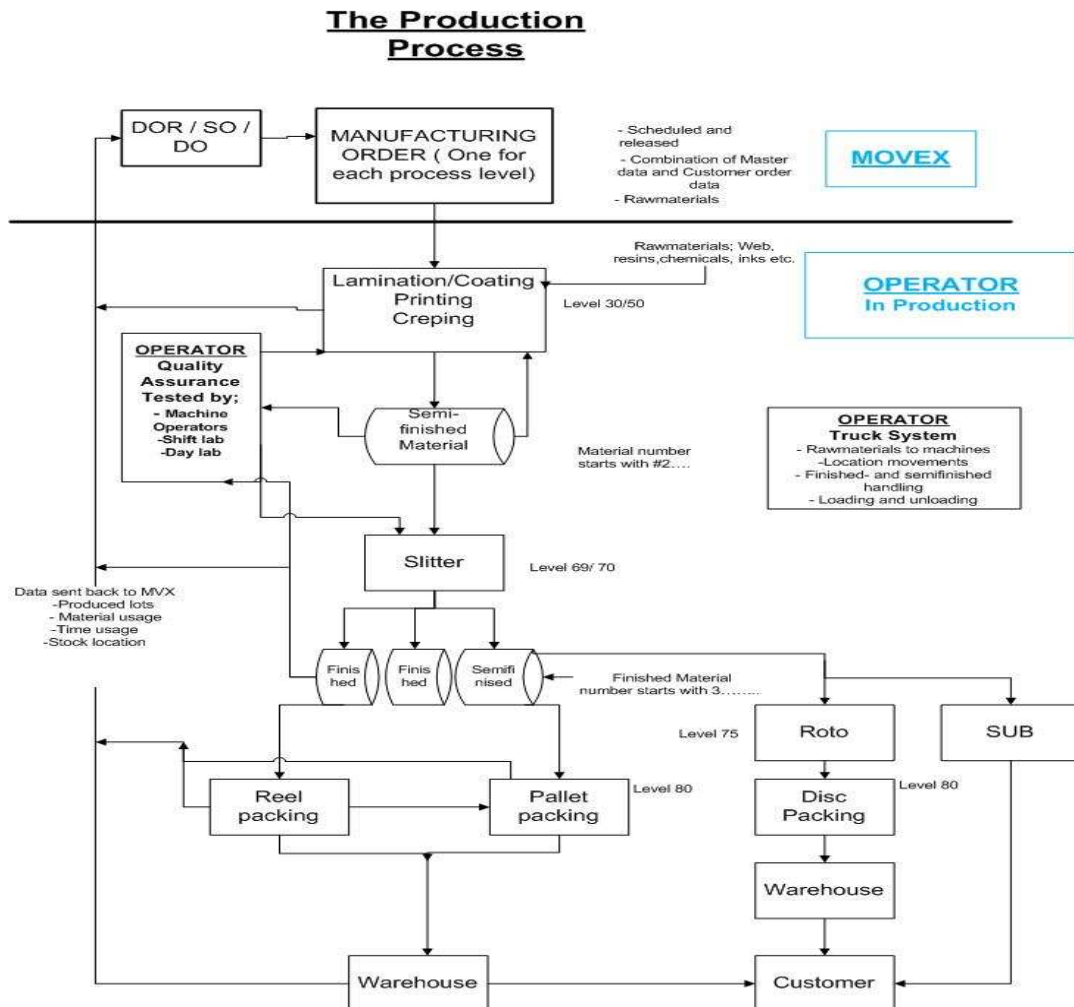 The Production
Process
DOR / SO /
DO
MANUFACTURING
ORDER ( One for
each process level)
- Scheduled and
released
- Combination of Master
data and Customer order
data
- Rawmaterials
MOVEX
Rawmaterials; Web,
resins,chemicals, inks etc.
Lamination/Coating
Printing
Creping
Level 30/50
OPERATOR
In Production
OPERATOR
Quality
Assurance
Tested by;
- Machine
Operators
-Shift lab
-Day lab
Semi-
finished
Material
Material number
starts with #2....
OPERATOR
Truck System
- Rawmaterials to machines
-Location movements
- Finished- and semifinished
handling
- Loading and unloading
Slitter
Level 69/ 70
Data sent back to MVX
-Produced lots
- Material usage
-Time usage
-Stock location
Finis
hed
Finis
hed
Semifi
nised
Finished Material
number starts with 3........
Level 75
Roto
SUB
Reel
packing
Pallet
packing
Level 80
Disc
Packing
Level 80
Warehouse
Warehouse
Customer